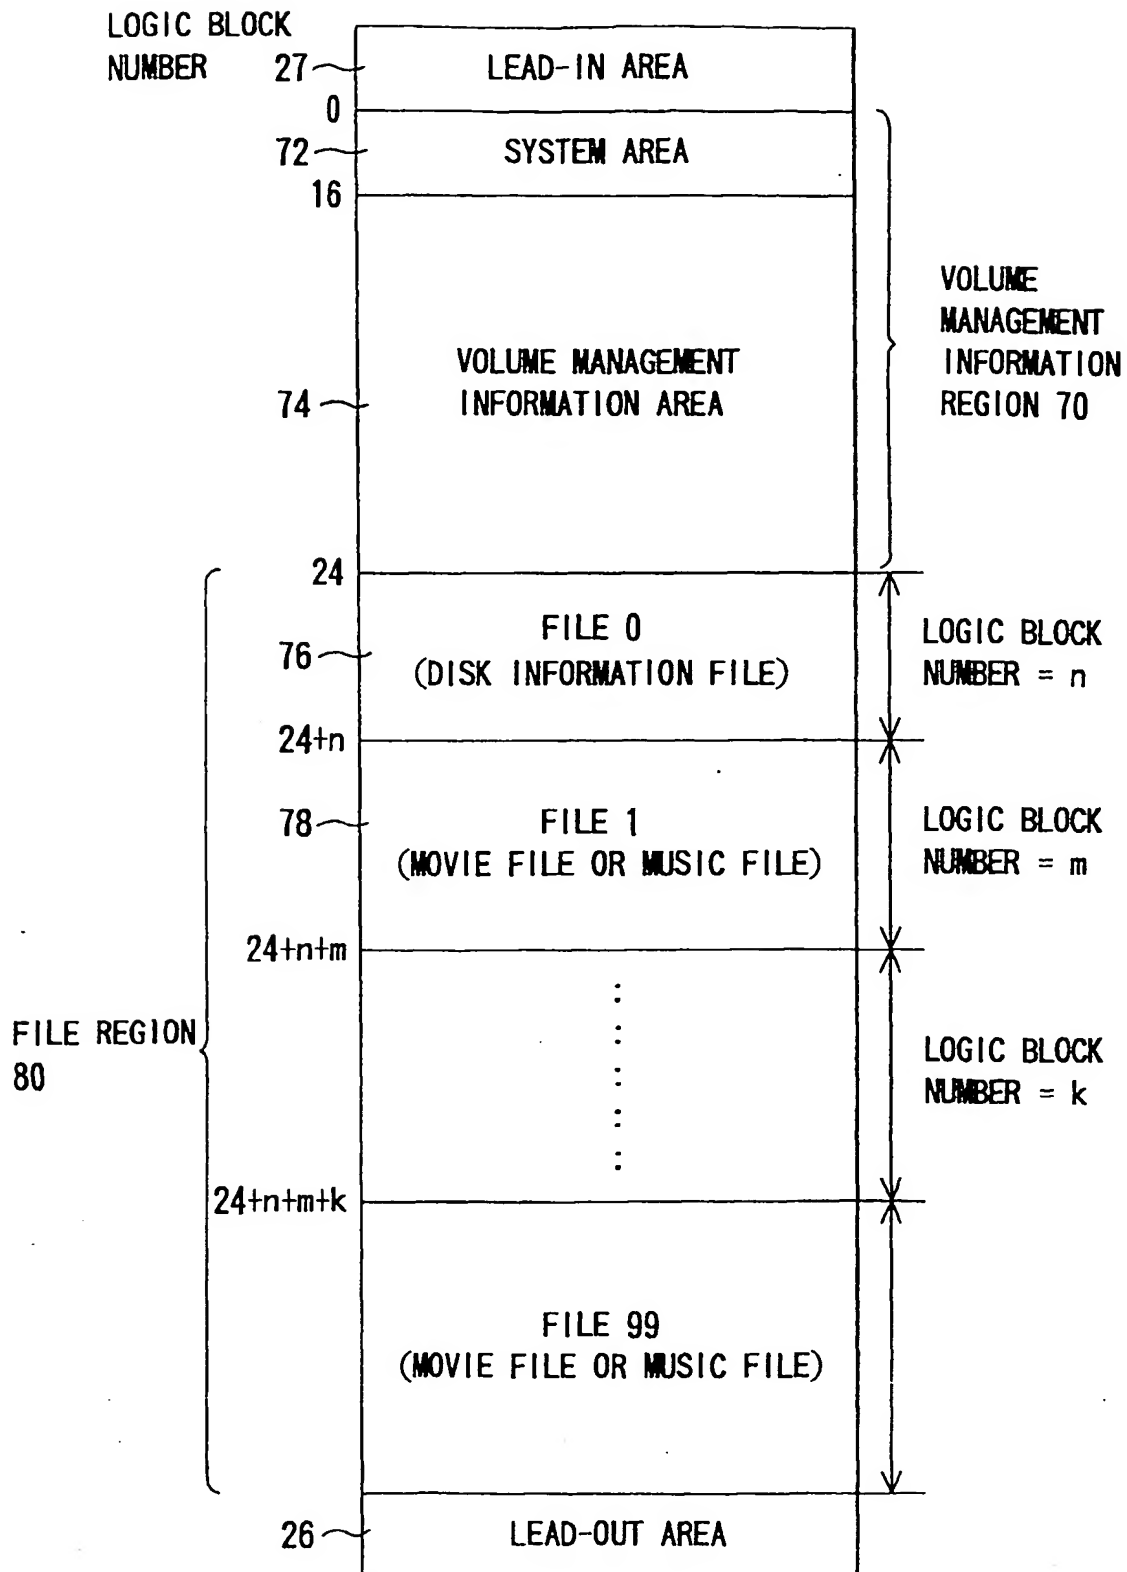 LOGIC BLOCK
NUMBER
27
LEAD-IN AREA
0
72
SYSTEM AREA
16
VOLUME
MANAGEMENT
INFORMATION
REGION 70
74
VOLUME MANAGEMENT
INFORMATION AREA
24
76
FILE 0
(DISK INFORMATION FILE)
LOGIC BLOCK
NUMBER = n
24+n
78
FILE 1
(MOVIE FILE OR MUSIC FILE)
LOGIC BLOCK
NUMBER = m
24+n+m
FILE REGION
80
LOGIC BLOCK
NUMBER = k
24+n+m+k
FILE 99
(MOVIE FILE OR MUSIC FILE)
26
LEAD-OUT AREA